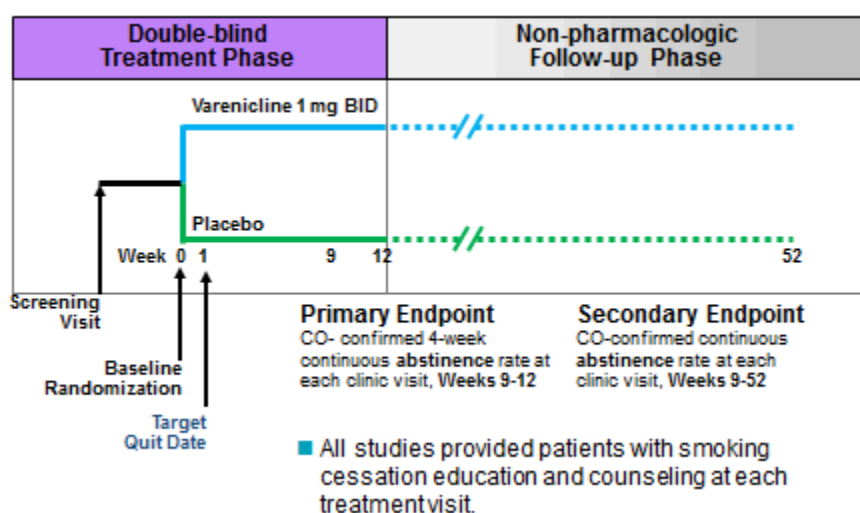 Double-blind
Treatment Phase
Non-pharmacologic
Follow-up Phase
Varenicline 1 mg BID
Placebo
Week 0 1 9 12 52
Screening
Visit
Baseline
Randomization
Target
Quit Date
Primary Endpoint
CO- confirmed 4-week
continuous abstinence rate at
each clinic visit, Weeks 9-12
Secondary Endpoint
CO-confirmed continuous
abstinence rate at each
clinic visit, Weeks 9-52
All studies provided patients with smoking
cessation education and counseling at each
treatment visit.